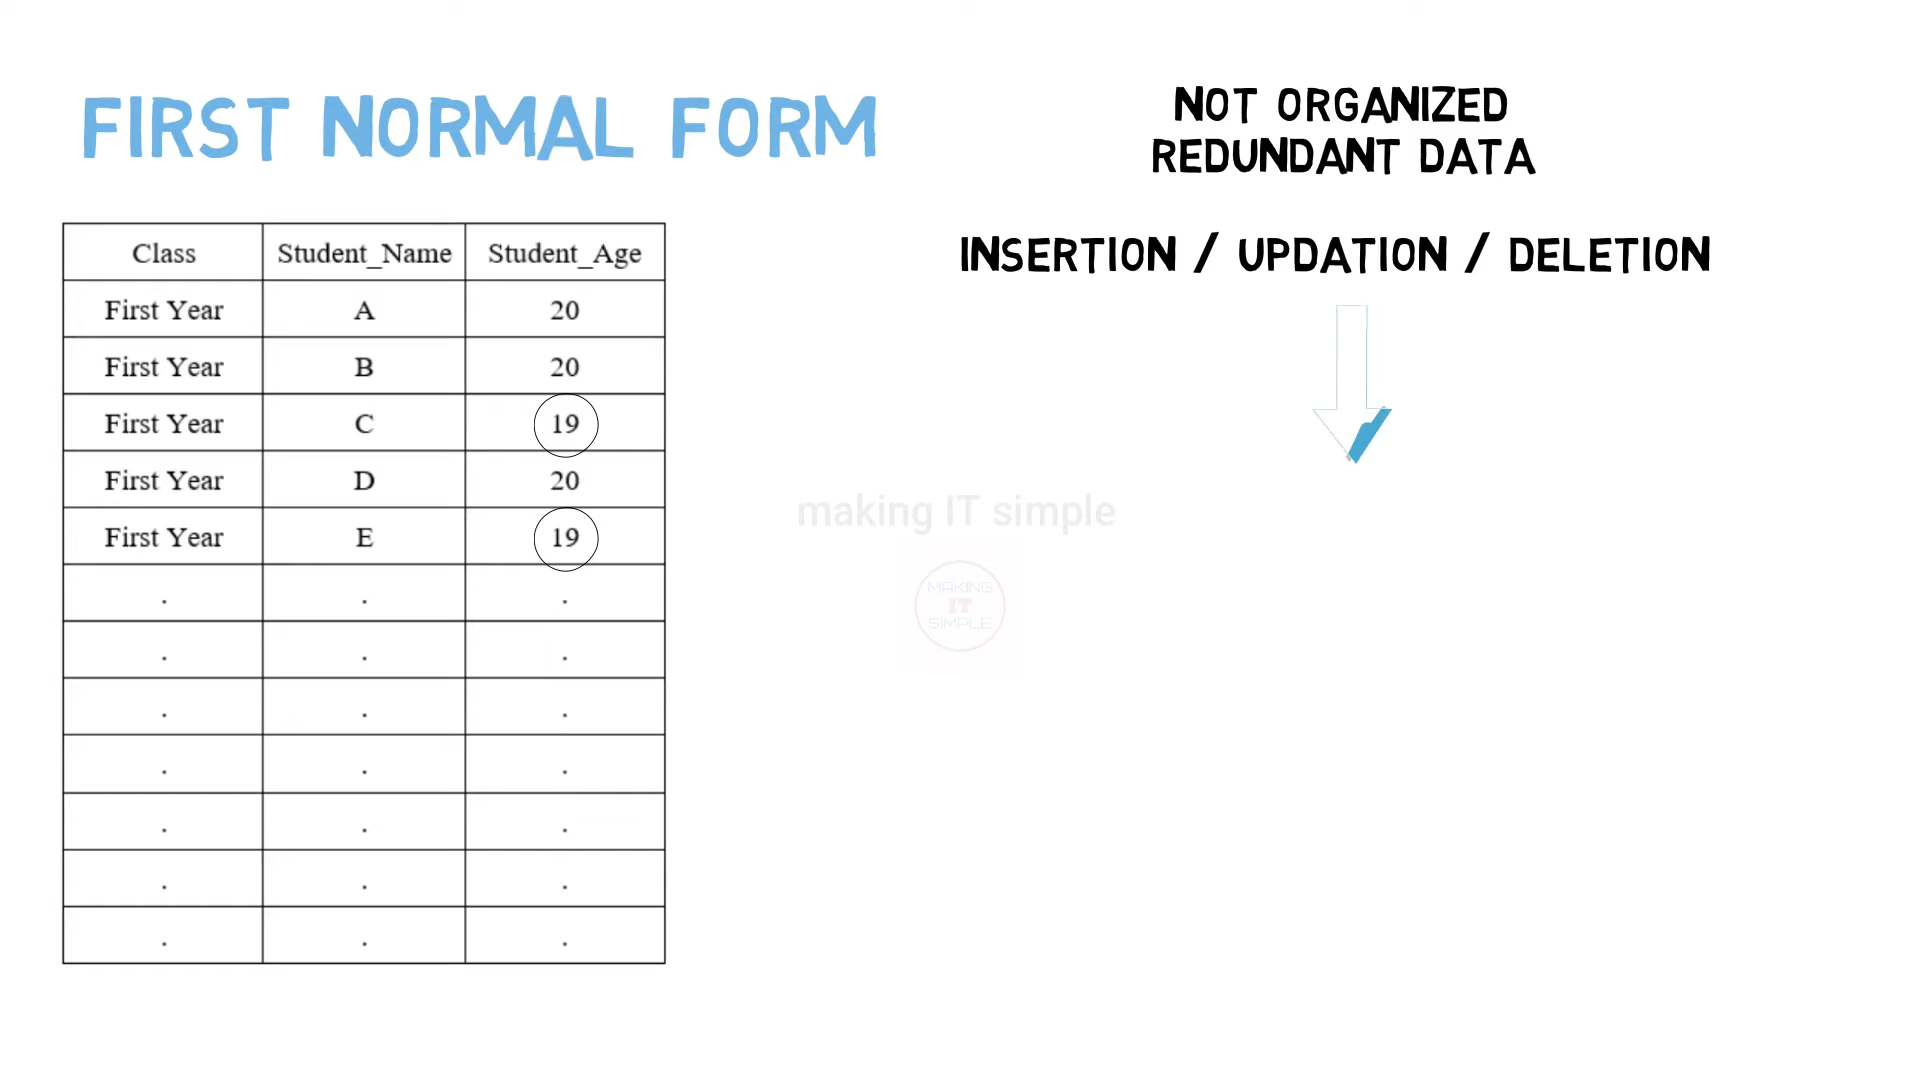 FIRST NORMAL FORM
NOT ORGANIZED
REDUNDANT DATA
INSERTION / UPDATION / DELETION
Class Student_Name Student_Age
First Year A 20
First Year B 20
First Year C 19
First Year D 20
First Year E 19
. . .
. . .
. . .
. . .
. . .
. . .
. . .
making IT simple
MAKING
IT
SIMPLE